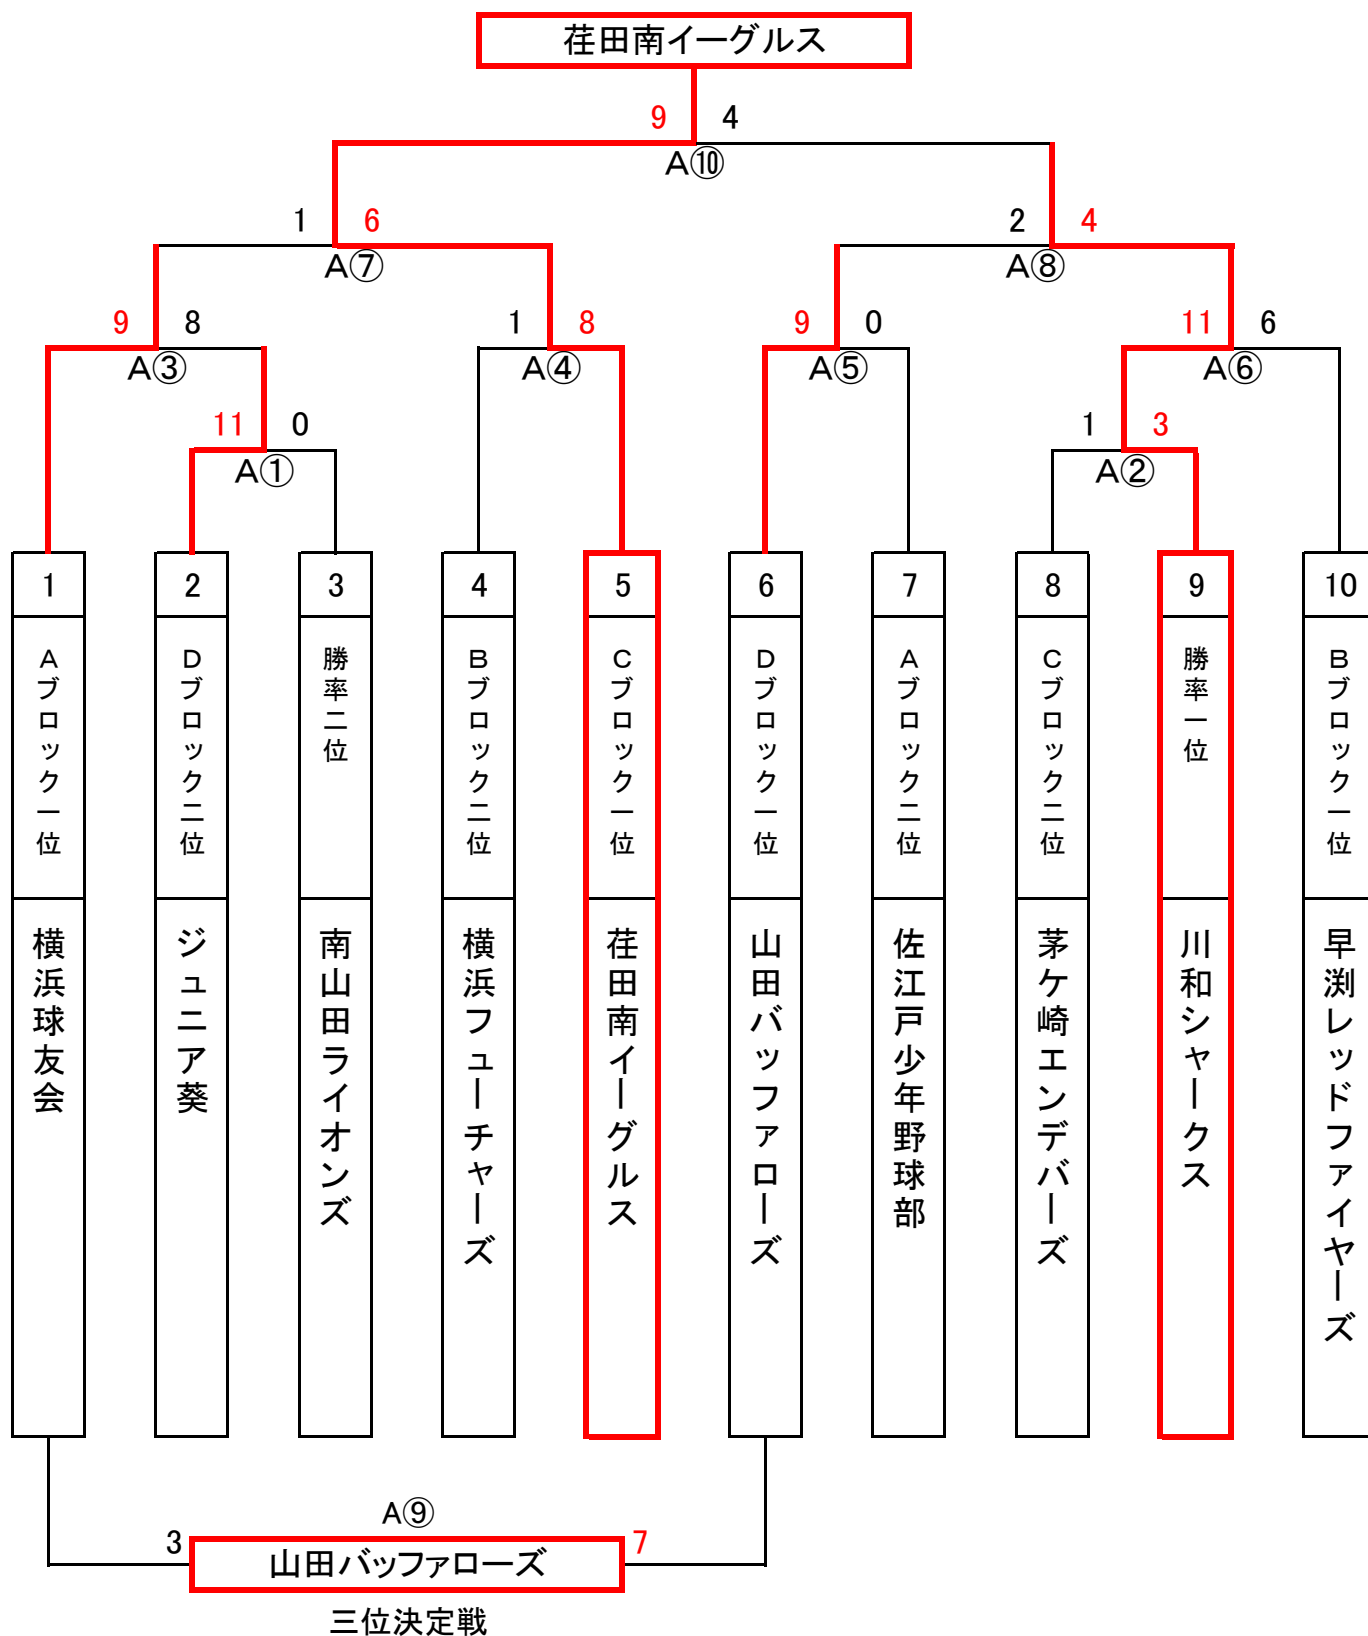 荏田南イーグルス
9 4
A⑩
1 6 2 4
A⑦ A⑧
9 8 1 8 9 0 11 6
A③ A④ A⑤ A⑥
11 0 1 3
A① A②
1 2 3 4 5 6 7 8 9 10
Aブロック一位
Dブロック二位
勝率二位
Bブロック二位
Cブロック一位
Dブロック一位
Aブロック二位
Cブロック二位
勝率一位
Bブロック一位
横浜球友会
ジュニア葵
南山田ライオンズ
横浜フューチャーズ
荏田南イーグルス
山田バッファローズ
佐江戸少年野球部
茅ケ崎エンデバーズ
川和シャークス
早渕レッドファイヤーズ
A⑨
3 山田バッファローズ 7
三位決定戦